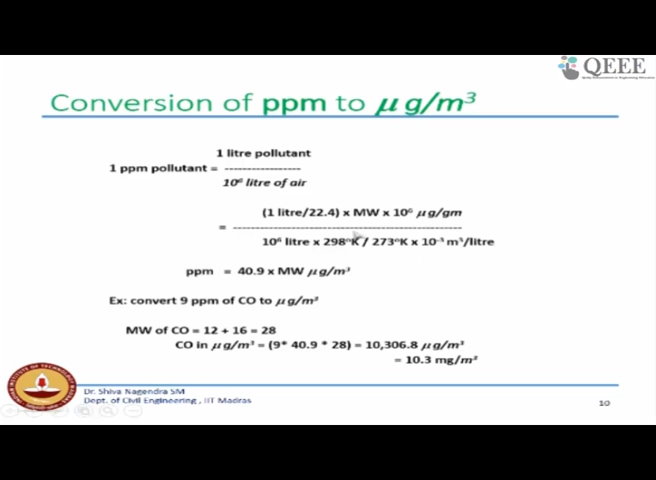 QEEE
Conversion of ppm to μ g/m³
1 litre pollutant
1 ppm pollutant = -----------------
10⁶ litre of air
(1 litre/22.4) x MW x 10⁶ μg/gm
= --------------------------------------------------
10⁶ litre x 298°K / 273°K x 10⁻³ m³/litre
ppm = 40.9 x MW μg/m³
Ex: convert 9 ppm of CO to μg/m³
MW of CO = 12 + 16 = 28
CO in μg/m³ = (9* 40.9 * 28) = 10,306.8 μg/m³
= 10.3 mg/m³
Dr. Shiva Nagendra SM
Dept. of Civil Engineering , IIT Madras
10